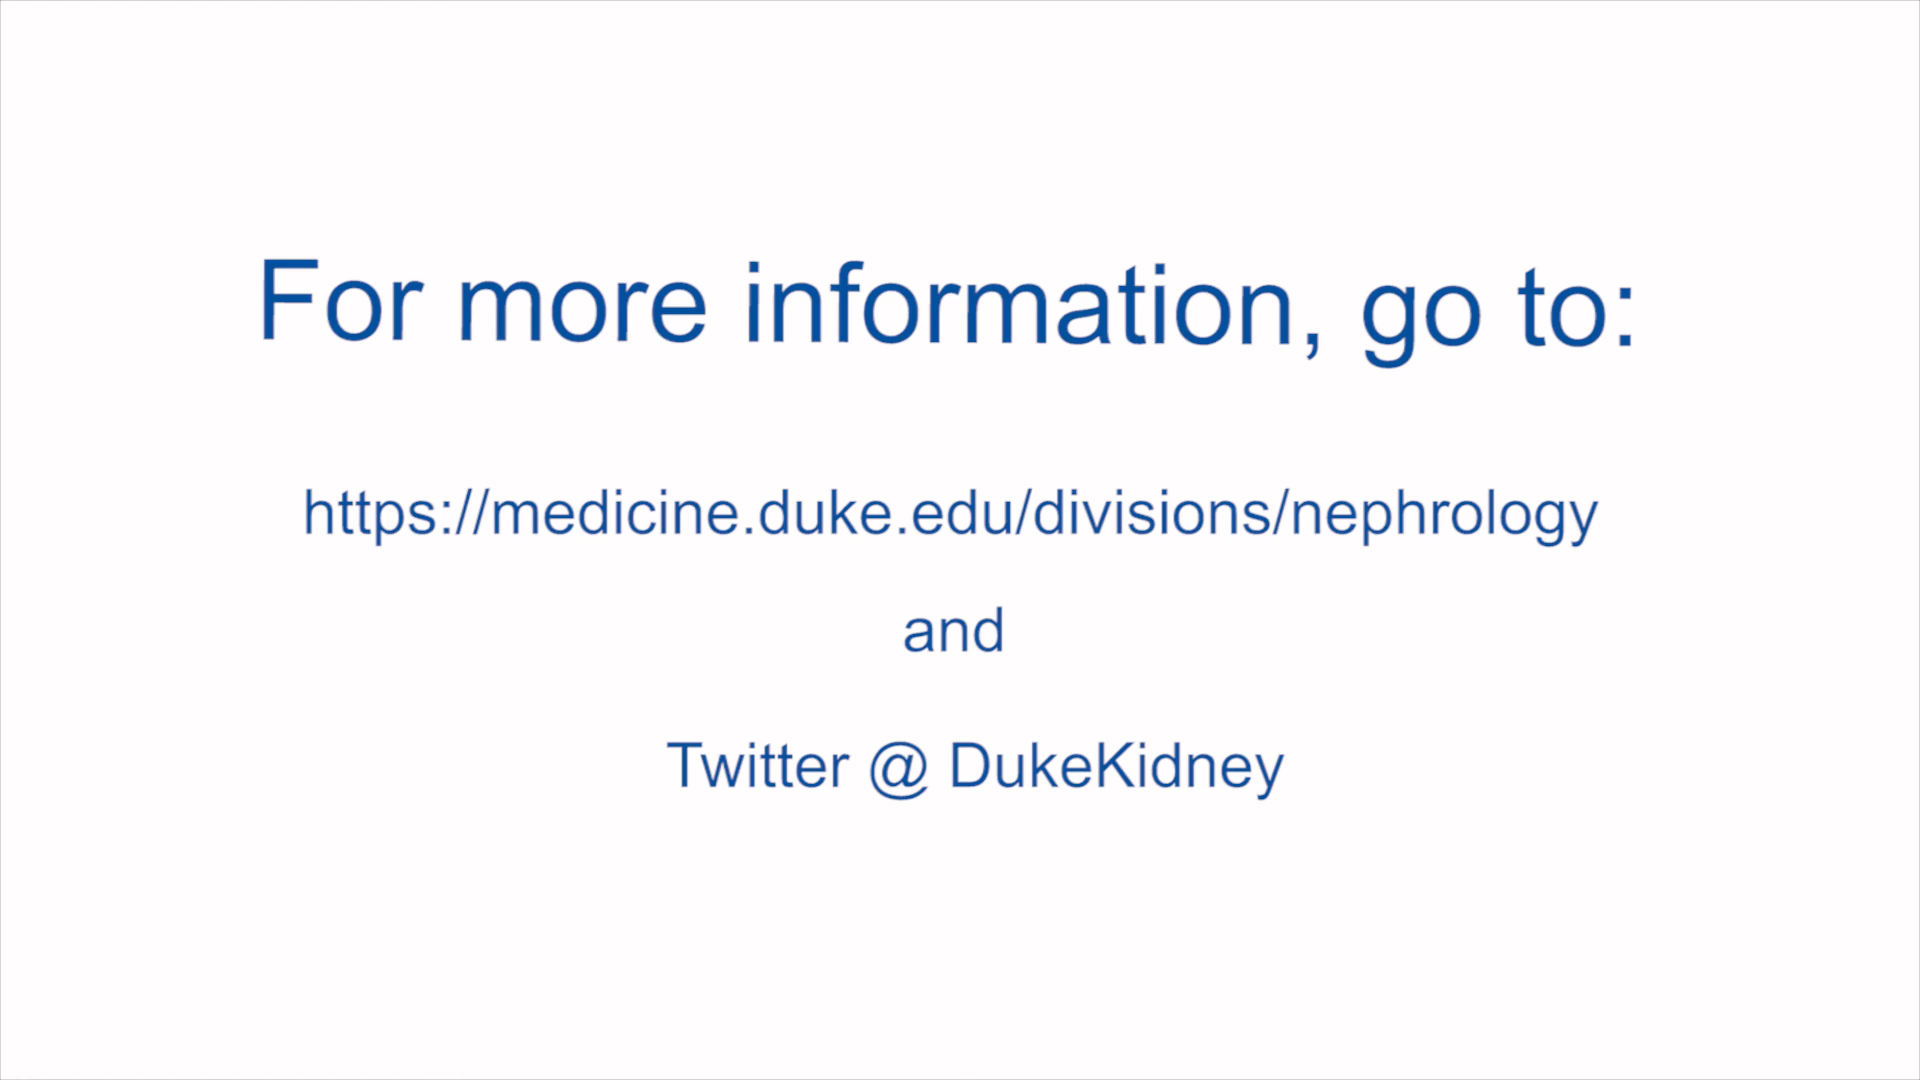 For more information, go to:
https://medicine.duke.edu/divisions/nephrology
and
Twitter @ DukeKidney